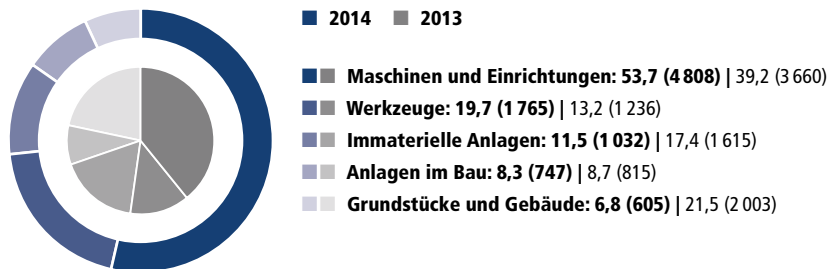 2014 2013
Maschinen und Einrichtungen: 53,7 (4 808) | 39,2 (3 660)
Werkzeuge: 19,7 (1 765) | 13,2 (1 236)
Immaterielle Anlagen: 11,5 (1 032) | 17,4 (1 615)
Anlagen im Bau: 8,3 (747) | 8,7 (815)
Grundstücke und Gebäude: 6,8 (605) | 21,5 (2 003)